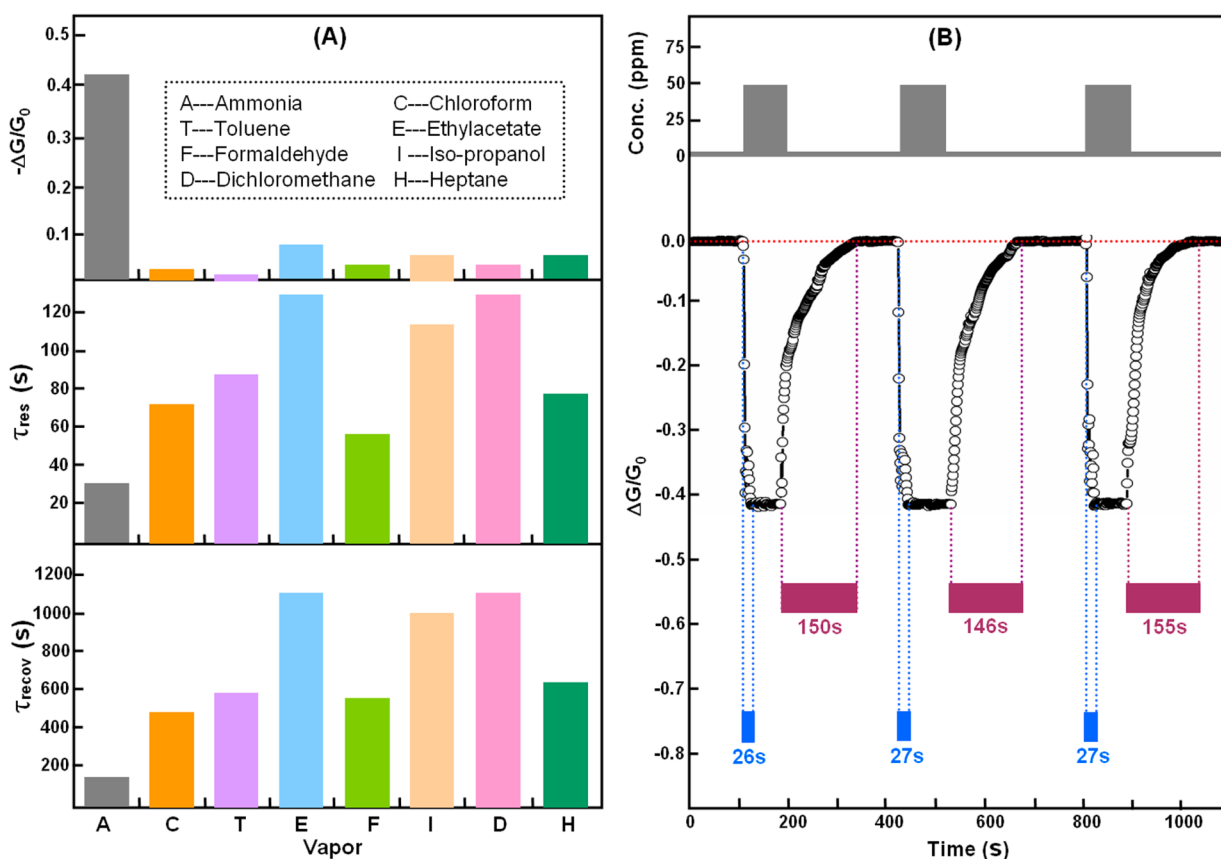 (A)
-ΔG/G₀
0.5
0.4
0.3
0.2
0.1
A---Ammonia C---Chloroform
T---Toluene E---Ethylacetate
F---Formaldehyde I ---Iso-propanol
D---Dichloromethane H---Heptane
τres (s)
120
100
80
60
40
20
τrecov (s)
1200
1000
800
600
400
200
A C T E F I D H
Vapor
(B)
Conc. (ppm)
75
50
25
0
ΔG/G₀
0.0
-0.1
-0.2
-0.3
-0.4
-0.5
-0.6
-0.7
-0.8
150s 146s 155s
26s 27s 27s
0 200 400 600 800 1000
Time (s)